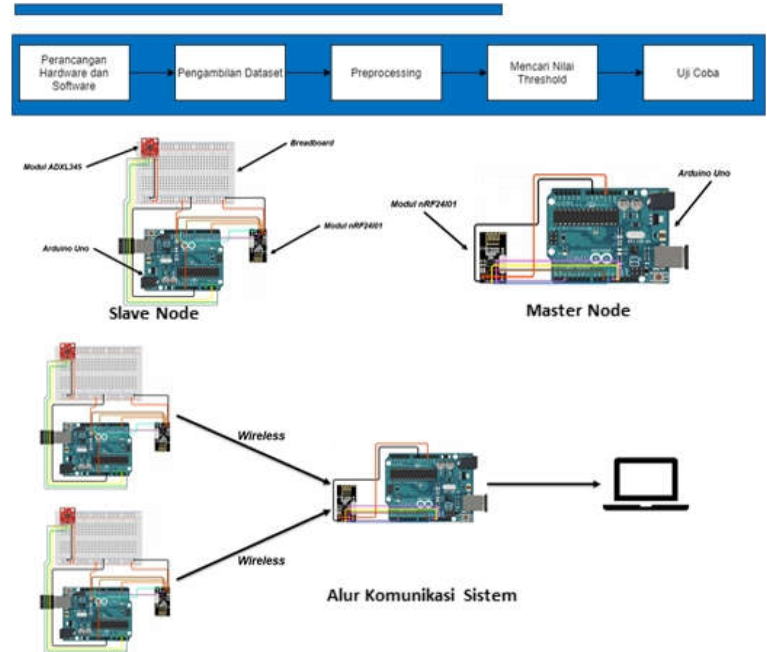 Perancangan
Hardware dan
Software
Pengambilan Dataset
Preprocessing
Mencari Nilai
Threshold
Uji Coba
Modul ADXL345
Breadboard
Arduino Uno
Modul nRF24l01
Slave Node
Arduino Uno
Modul nRF24l01
Master Node
Wireless
Wireless
Alur Komunikasi Sistem